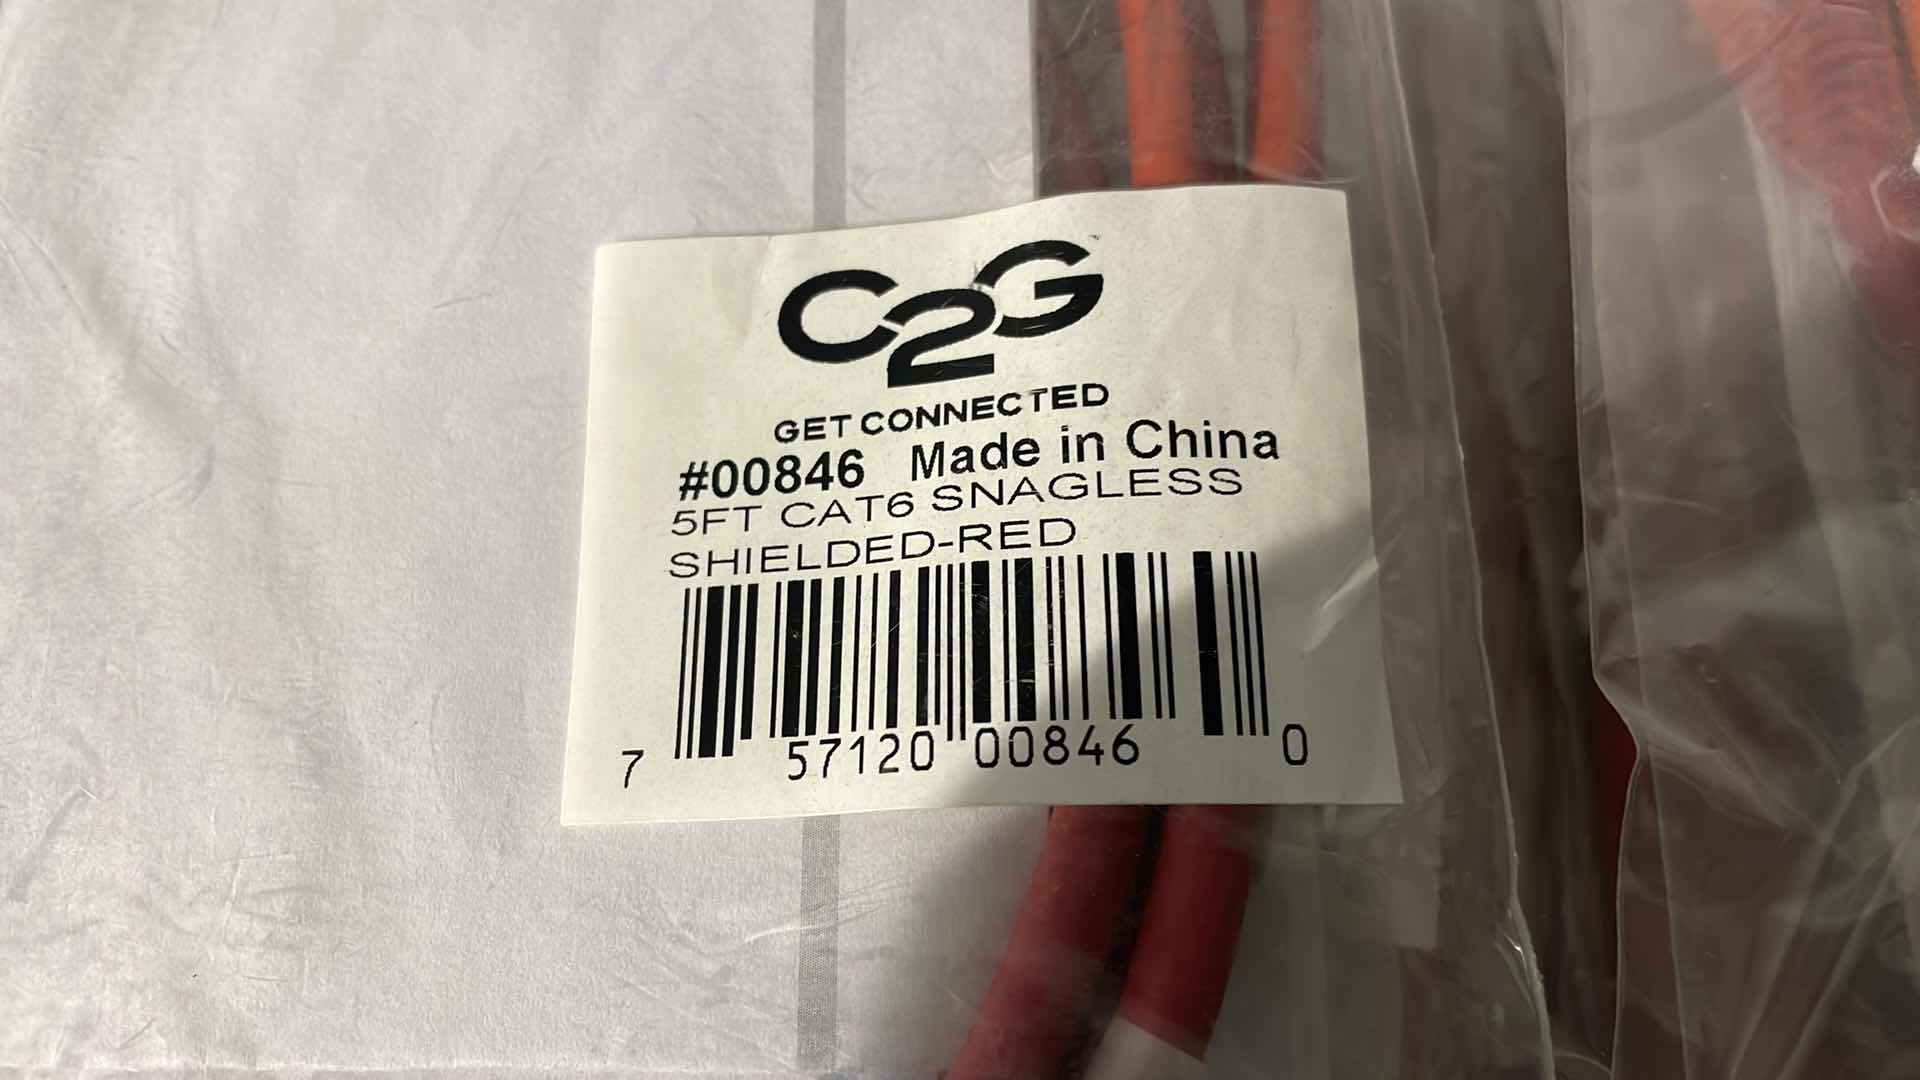 C2G
GET CONNECTED
#00846 Made in China
5FT CAT6 SNAGLESS
SHIELDED-RED
7 57120 00846 0